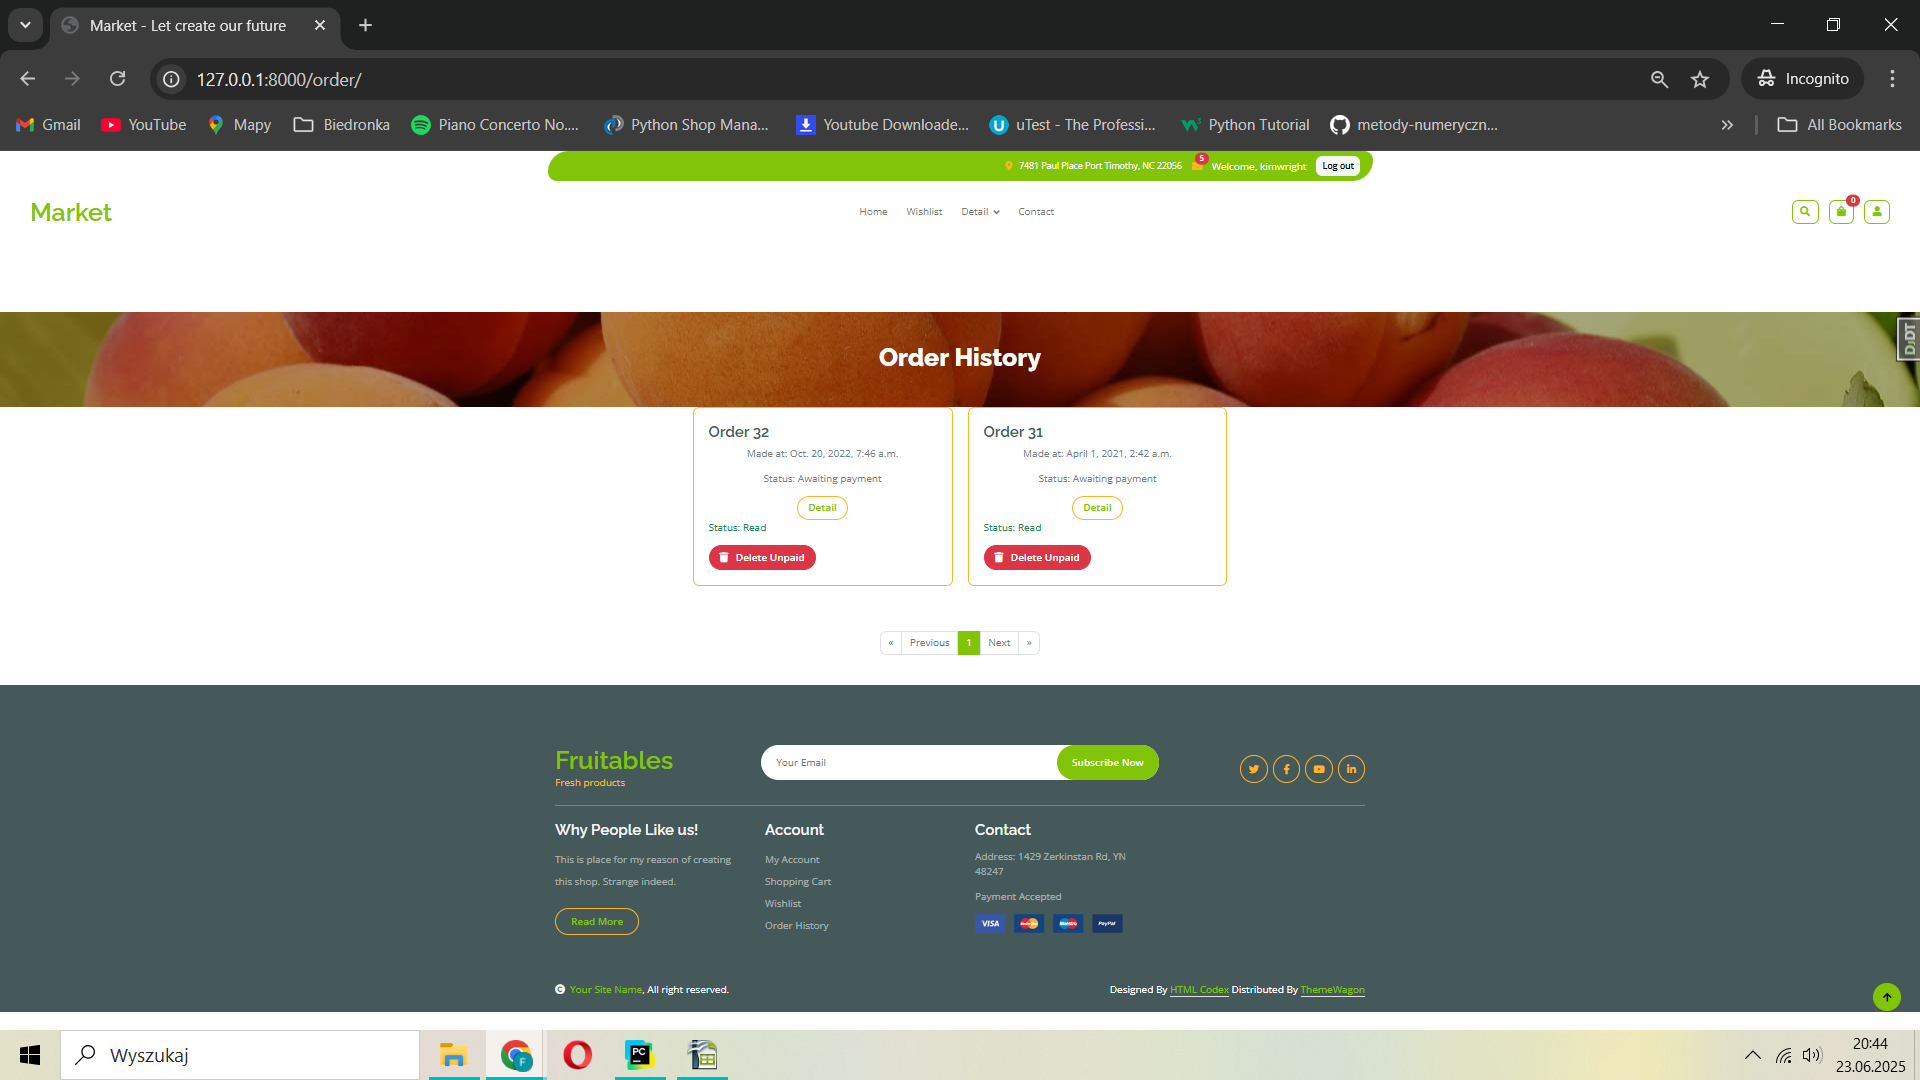 Market - Let create our future
127.0.0.1:8000/order/
Incognito
Gmail
YouTube
Mapy
Biedronka
Piano Concerto No....
Python Shop Mana...
Youtube Downloade...
uTest - The Professi...
Python Tutorial
metody-numeryczn...
All Bookmarks
7481 Paul Place Port Timothy, NC 22056
5
Welcome, kimwright
Log out
Market
Home
Wishlist
Detail
Contact
0
DJDT
Order History
Order 32
Made at: Oct. 20, 2022, 7:46 a.m.
Status: Awaiting payment
Detail
Status: Read
Delete Unpaid
Order 31
Made at: April 1, 2021, 2:42 a.m.
Status: Awaiting payment
Detail
Status: Read
Delete Unpaid
« Previous 1 Next »
Fruitables
Fresh products
Your Email
Subscribe Now
Why People Like us!
This is place for my reason of creating
this shop. Strange indeed.
Read More
Account
My Account
Shopping Cart
Wishlist
Order History
Contact
Address: 1429 Zerkinstan Rd, YN
48247
Payment Accepted
VISA
PayPal
Your Site Name, All right reserved.
Designed By HTML Codex Distributed By ThemeWagon
Wyszukaj
F
PC
20:44
23.06.2025